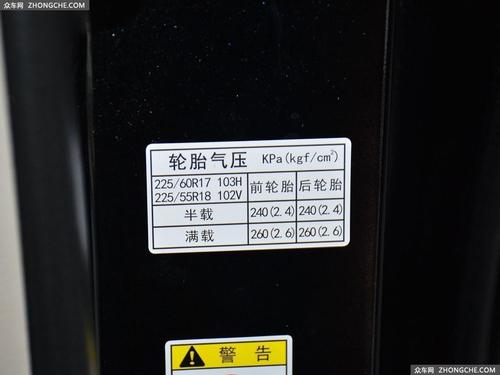 众车网 ZHONGCHE.COM
轮胎气压 KPa(kgf/cm²)
225/60R17 103H
225/55R18 102V
前轮胎 后轮胎
半载 240(2.4) 240(2.4)
满载 260(2.6) 260(2.6)
警告
众车网 ZHONGCHE.COM